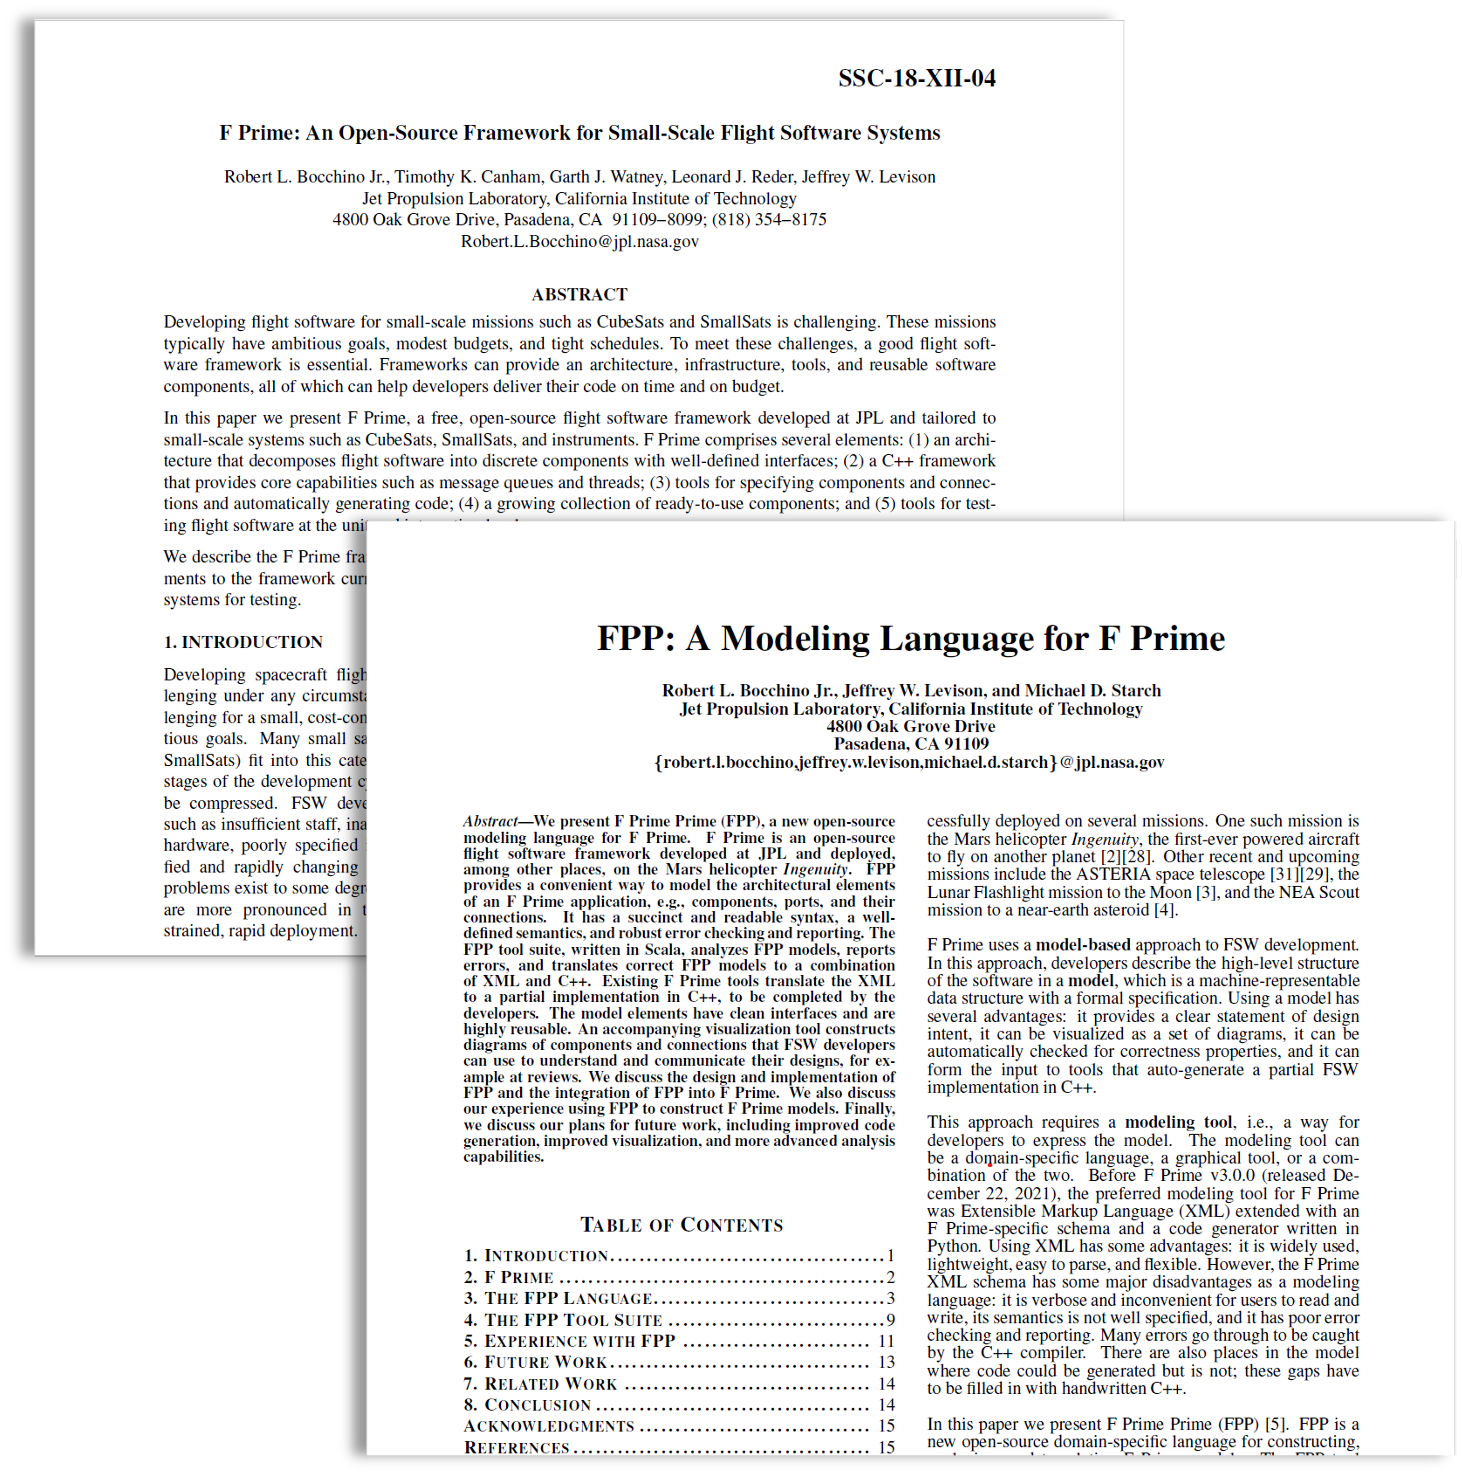 SSC-18-XII-04
F Prime: An Open-Source Framework for Small-Scale Flight Software Systems
Robert L. Bocchino Jr., Timothy K. Canham, Garth J. Watney, Leonard J. Reder, Jeffrey W. Levison
Jet Propulsion Laboratory, California Institute of Technology
4800 Oak Grove Drive, Pasadena, CA 91109–8099; (818) 354–8175
Robert.L.Bocchino@jpl.nasa.gov
ABSTRACT
Developing flight software for small-scale missions such as CubeSats and SmallSats is challenging. These missions
typically have ambitious goals, modest budgets, and tight schedules. To meet these challenges, a good flight soft-
ware framework is essential. Frameworks can provide an architecture, infrastructure, tools, and reusable software
components, all of which can help developers deliver their code on time and on budget.
In this paper we present F Prime, a free, open-source flight software framework developed at JPL and tailored to
small-scale systems such as CubeSats, SmallSats, and instruments. F Prime comprises several elements: (1) an archi-
tecture that decomposes flight software into discrete components with well-defined interfaces; (2) a C++ framework
that provides core capabilities such as message queues and threads; (3) tools for specifying components and connec-
tions and automatically generating code; (4) a growing collection of ready-to-use components; and (5) tools for test-
ing flight software at the unit
We describe the F Prime fra
ments to the framework curr
systems for testing.
1. INTRODUCTION
Developing spacecraft fligh
lenging under any circumsta
lenging for a small, cost-con
tious goals. Many small sa
SmallSats) fit into this cate
stages of the development cy
be compressed. FSW deve
such as insufficient staff, ina
hardware, poorly specified
fied and rapidly changing
problems exist to some degr
are more pronounced in t
strained, rapid deployment.
FPP: A Modeling Language for F Prime
Robert L. Bocchino Jr., Jeffrey W. Levison, and Michael D. Starch
Jet Propulsion Laboratory, California Institute of Technology
4800 Oak Grove Drive
Pasadena, CA 91109
{robert.l.bocchino,jeffrey.w.levison,michael.d.starch}@jpl.nasa.gov
Abstract—We present F Prime Prime (FPP), a new open-source
modeling language for F Prime. F Prime is an open-source
flight software framework developed at JPL and deployed,
among other places, on the Mars helicopter Ingenuity. FPP
provides a convenient way to model the architectural elements
of an F Prime application, e.g., components, ports, and their
connections. It has a succinct and readable syntax, a well-
defined semantics, and robust error checking and reporting. The
FPP tool suite, written in Scala, analyzes FPP models, reports
errors, and translates correct FPP models to a combination
of XML and C++. Existing F Prime tools translate the XML
to a partial implementation in C++, to be completed by the
developers. The model elements have clean interfaces and are
highly reusable. An accompanying visualization tool constructs
diagrams of components and connections that FSW developers
can use to understand and communicate their designs, for ex-
ample at reviews. We discuss the design and implementation of
FPP and the integration of FPP into F Prime. We also discuss
our experience using FPP to construct F Prime models. Finally,
we discuss our plans for future work, including improved code
generation, improved visualization, and more advanced analysis
capabilities.
TABLE OF CONTENTS
1. INTRODUCTION......................................1
2. F PRIME .............................................2
3. THE FPP LANGUAGE................................3
4. THE FPP TOOL SUITE ..............................9
5. EXPERIENCE WITH FPP .......................... 11
6. FUTURE WORK.................................... 13
7. RELATED WORK .................................. 14
8. CONCLUSION ...................................... 14
ACKNOWLEDGMENTS ................................ 15
REFERENCES......................................... 15
cessfully deployed on several missions. One such mission is
the Mars helicopter Ingenuity, the first-ever powered aircraft
to fly on another planet [2][28]. Other recent and upcoming
missions include the ASTERIA space telescope [31][29], the
Lunar Flashlight mission to the Moon [3], and the NEA Scout
mission to a near-earth asteroid [4].
F Prime uses a model-based approach to FSW development.
In this approach, developers describe the high-level structure
of the software in a model, which is a machine-representable
data structure with a formal specification. Using a model has
several advantages: it provides a clear statement of design
intent, it can be visualized as a set of diagrams, it can be
automatically checked for correctness properties, and it can
form the input to tools that auto-generate a partial FSW
implementation in C++.
This approach requires a modeling tool, i.e., a way for
developers to express the model. The modeling tool can
be a domain-specific language, a graphical tool, or a com-
bination of the two. Before F Prime v3.0.0 (released De-
cember 22, 2021), the preferred modeling tool for F Prime
was Extensible Markup Language (XML) extended with an
F Prime-specific schema and a code generator written in
Python. Using XML has some advantages: it is widely used,
lightweight, easy to parse, and flexible. However, the F Prime
XML schema has some major disadvantages as a modeling
language: it is verbose and inconvenient for users to read and
write, its semantics is not well specified, and it has poor error
checking and reporting. Many errors go through to be caught
by the C++ compiler. There are also places in the model
where code could be generated but is not; these gaps have
to be filled in with handwritten C++.
In this paper we present F Prime Prime (FPP) [5]. FPP is a
new open-source domain-specific language for constructing,